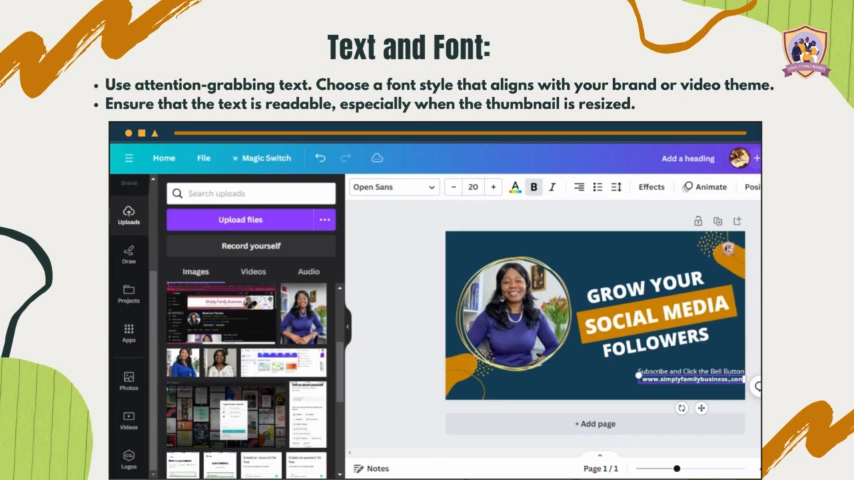 Text and Font:
• Use attention-grabbing text. Choose a font style that aligns with your brand or video theme.
• Ensure that the text is readable, especially when the thumbnail is resized.
Home File Magic Switch Add a heading
Brand
Search uploads
Open Sans - 20 + A B I Effects Animate Posi
Uploads
Upload files
Record yourself
Draw
Images Videos Audio
Projects
Apps
Photos
Videos
Logos
GROW YOUR
SOCIAL MEDIA
FOLLOWERS
Subscribe and Click the Bell Button
www.simplyfamilybusiness.com
+ Add page
Notes Page 1 / 1